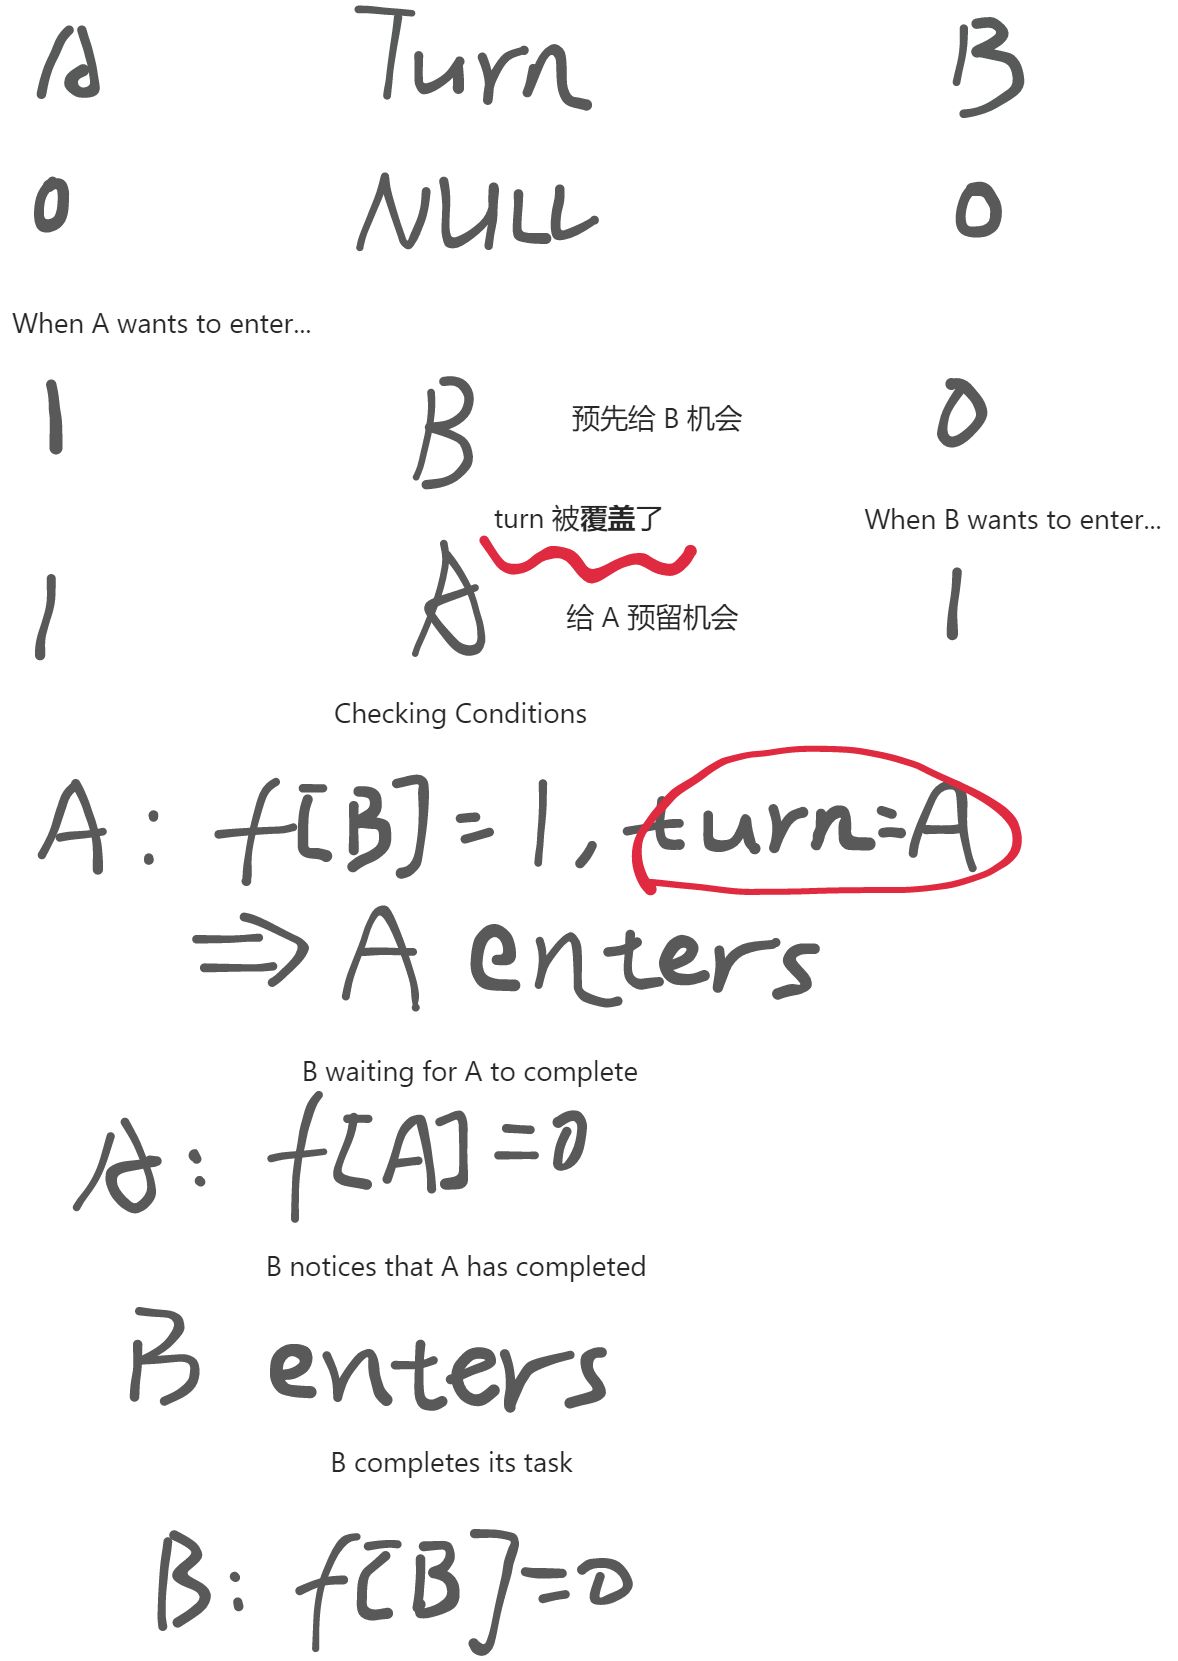 A Turn B
0 NULL 0
When A wants to enter...
1 B 预先给 B 机会 0
turn 被覆盖了 When B wants to enter...
1 A 给 A 预留机会 1
Checking Conditions
A: f[B]=1, turn=A
⇒ A enters
B waiting for A to complete
A: f[A]=0
B notices that A has completed
B enters
B completes its task
B: f[B]=0